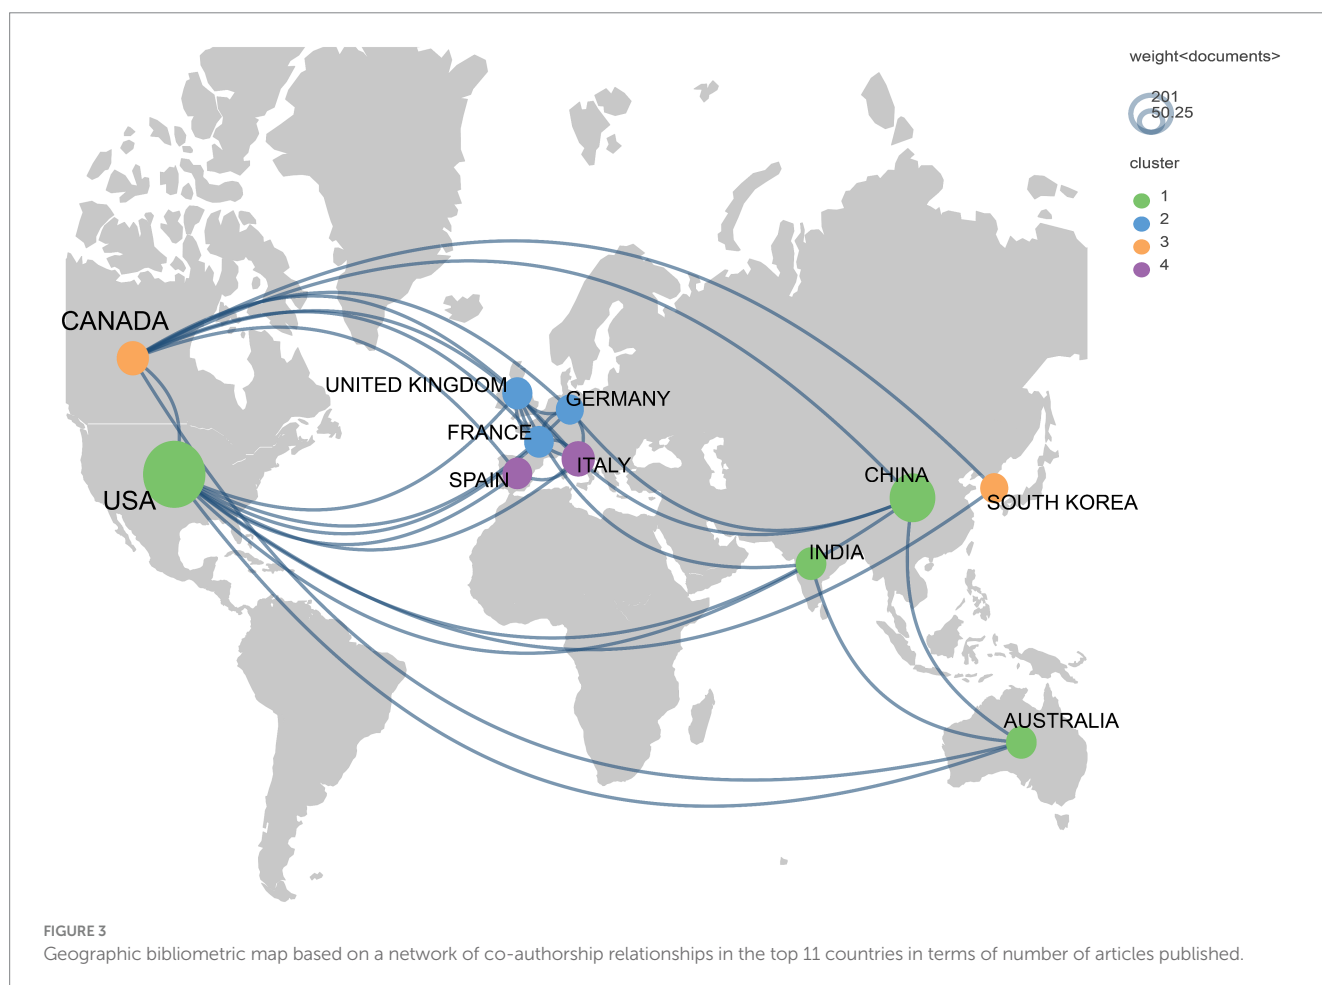 weight<documents>
201
50.25
cluster
1
2
3
4
CANADA
UNITED KINGDOM
GERMANY
FRANCE
ITALY
SPAIN
USA
CHINA
SOUTH KOREA
INDIA
AUSTRALIA
FIGURE 3
Geographic bibliometric map based on a network of co-authorship relationships in the top 11 countries in terms of number of articles published.